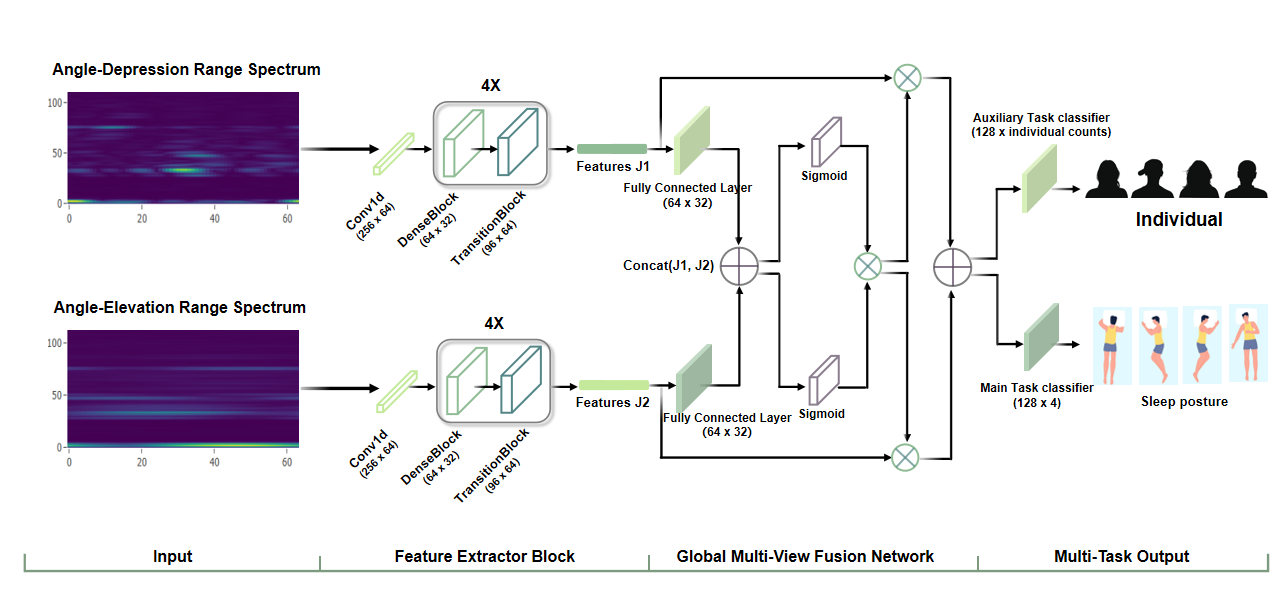 Angle-Depression Range Spectrum
100
50
0
0 20 40 60
4X
Conv1d
(256 x 64)
DenseBlock
(64 x 32)
TransitionBlock
(96 x 64)
Features J1
Fully Connected Layer
(64 x 32)
Sigmoid
Concat(J1, J2)
Auxiliary Task classifier
(128 x individual counts)
Individual
Angle-Elevation Range Spectrum
100
50
0
0 20 40 60
4X
Conv1d
(256 x 64)
DenseBlock
(64 x 32)
TransitionBlock
(96 x 64)
Features J2
Fully Connected Layer
(64 x 32)
Sigmoid
Main Task classifier
(128 x 4)
Sleep posture
Input
Feature Extractor Block
Global Multi-View Fusion Network
Multi-Task Output